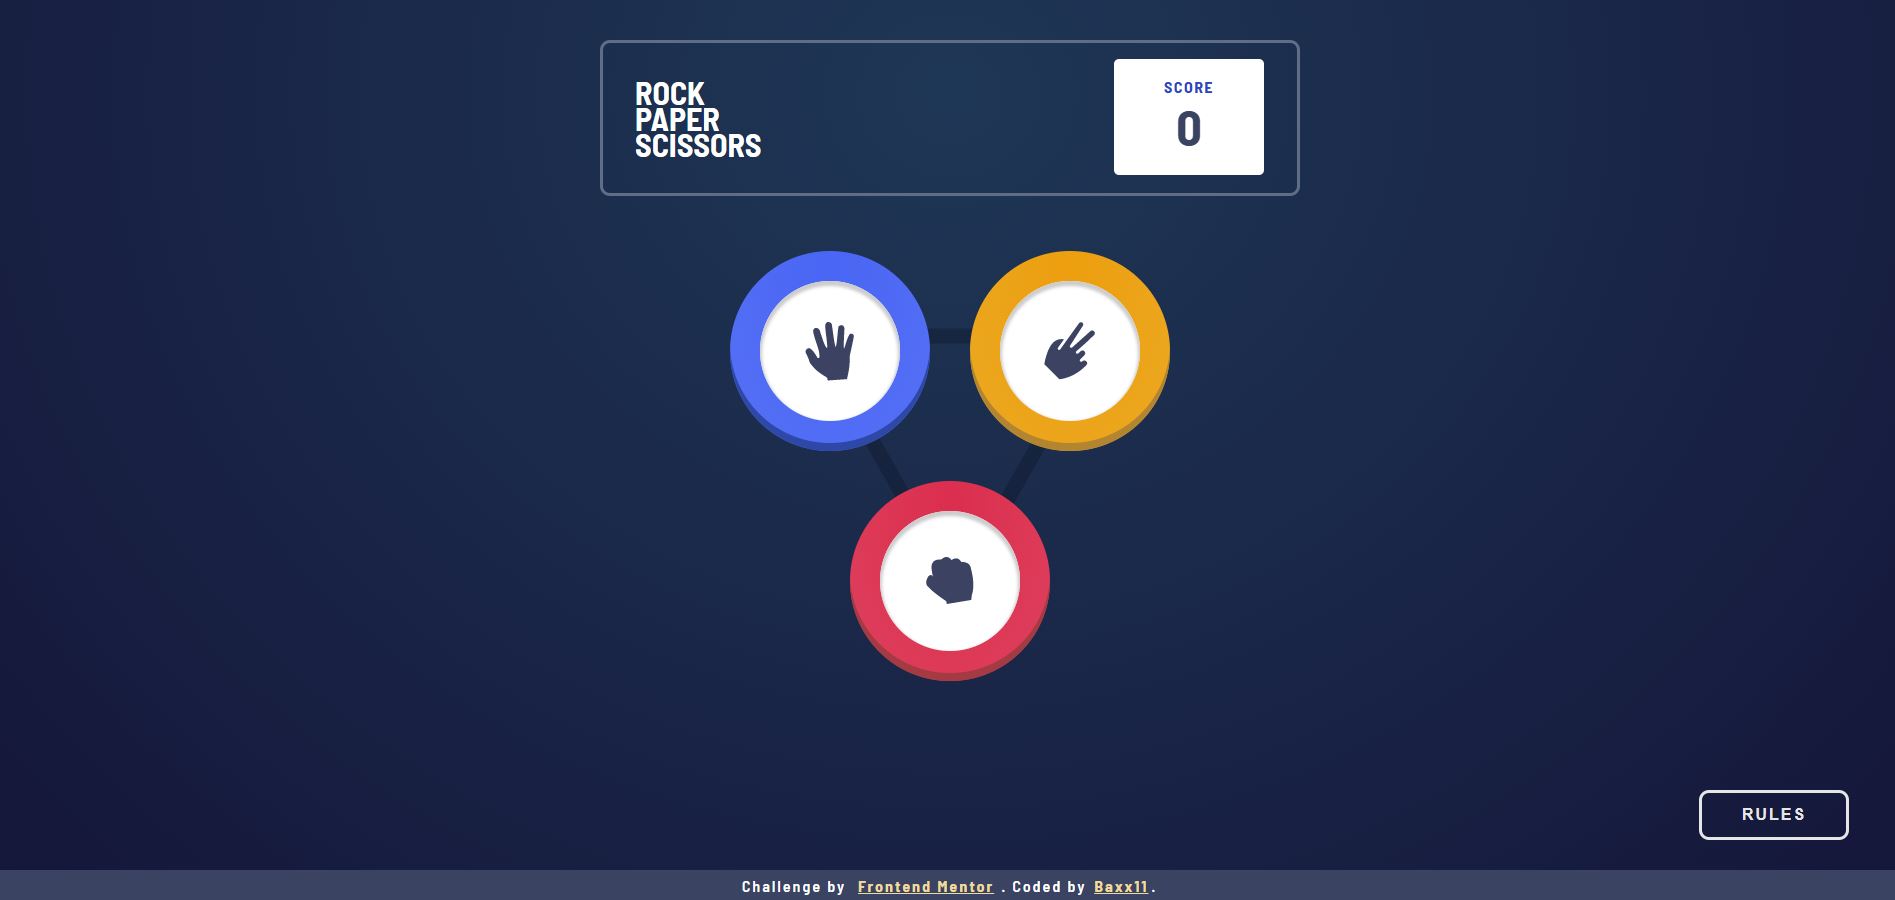 ROCK
PAPER
SCISSORS
SCORE
0
RULES
Challenge by Frontend Mentor . Coded by Baxx11.